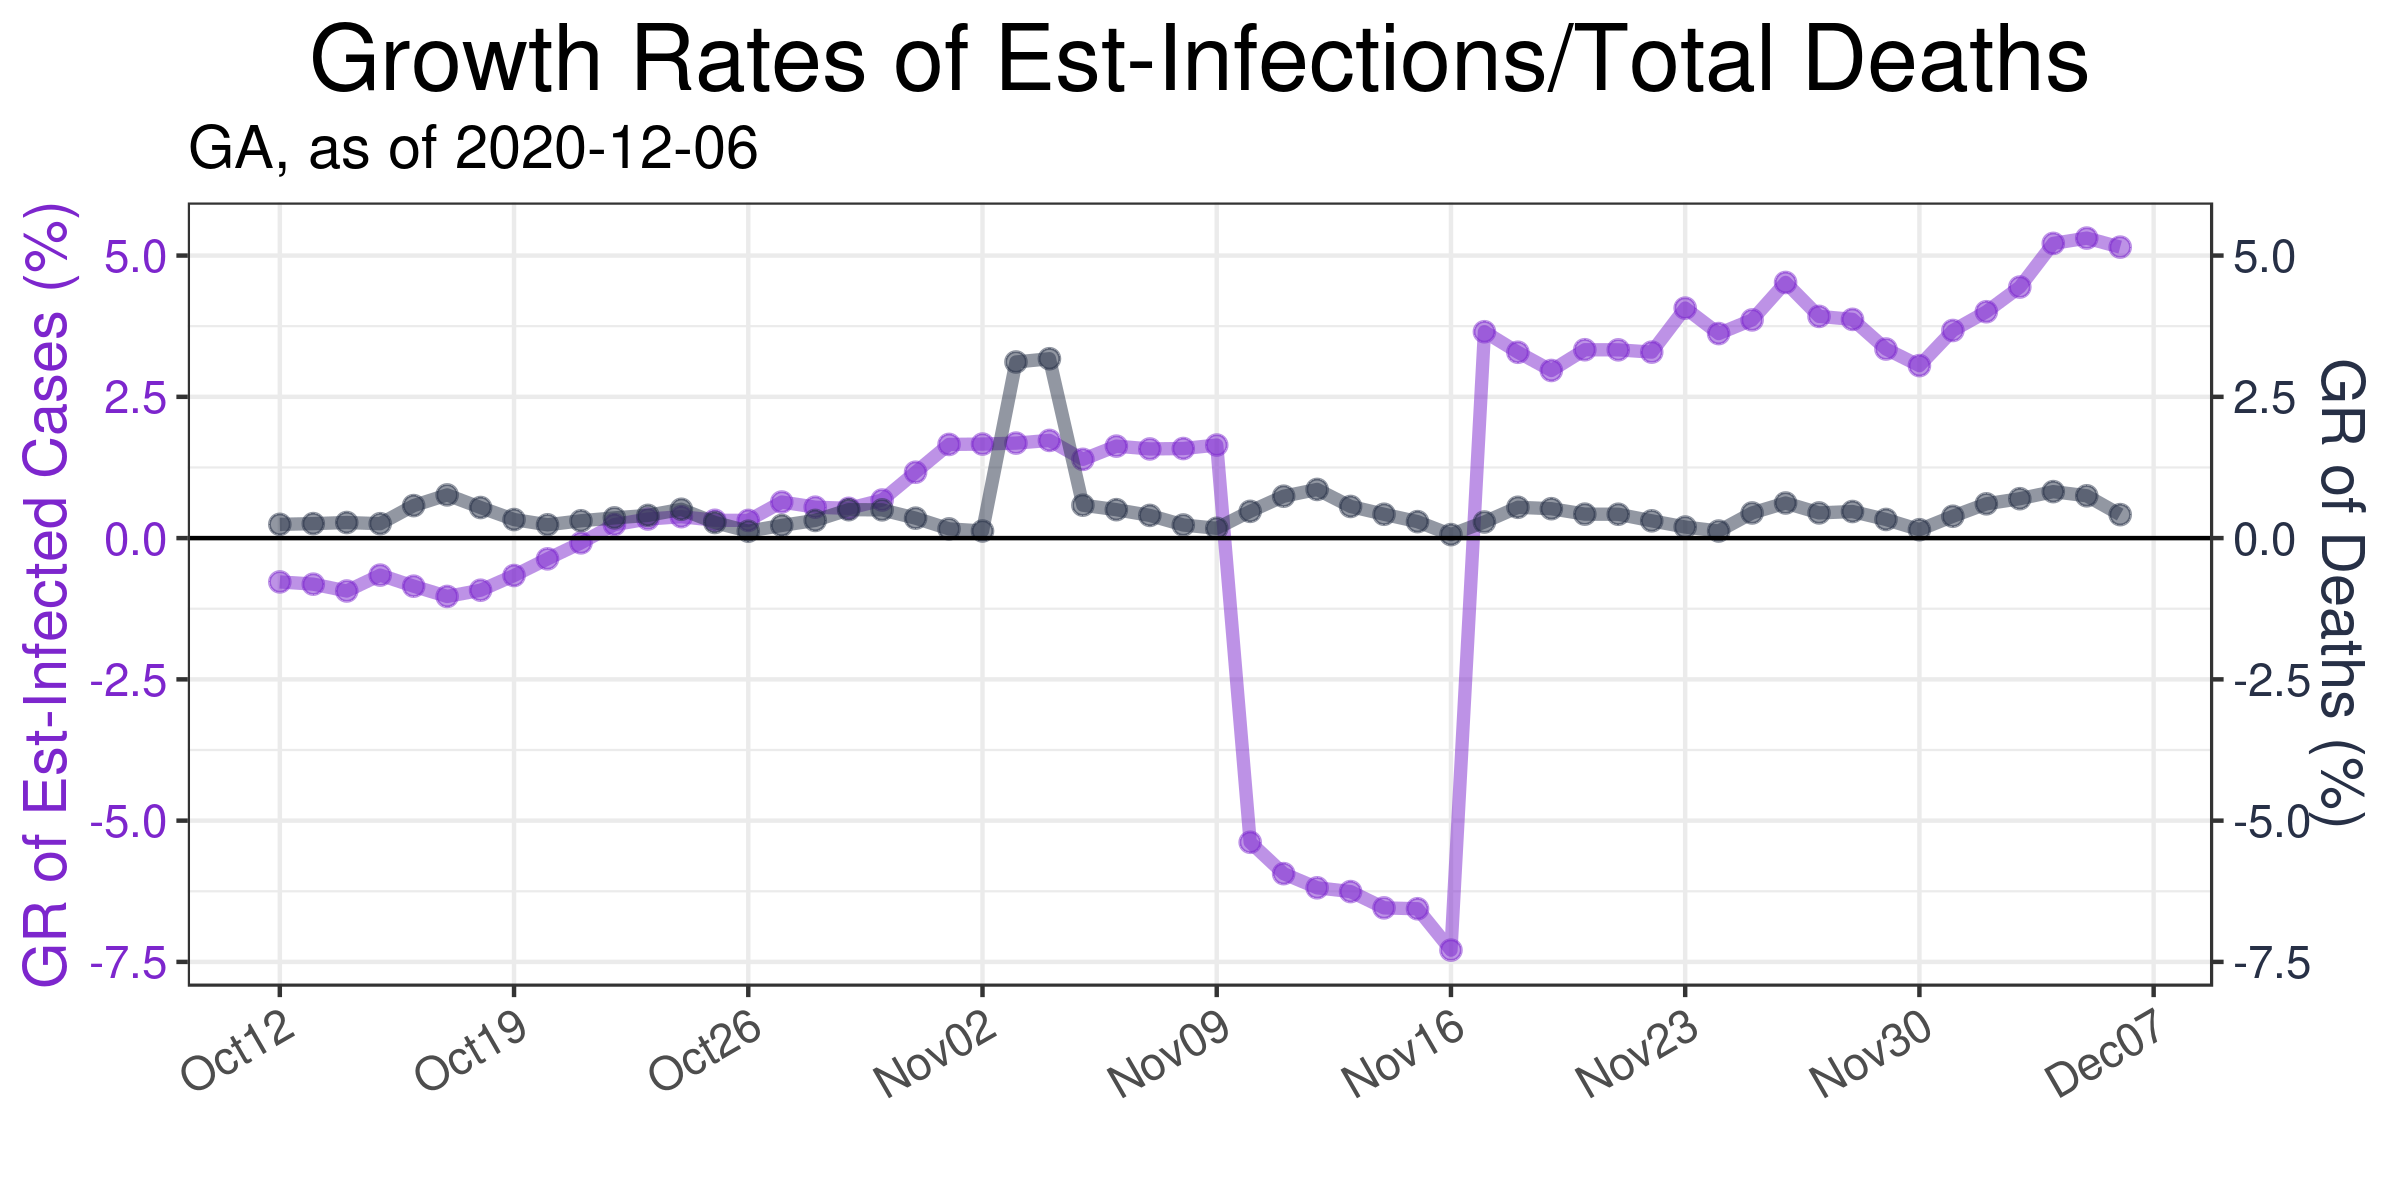 Growth Rates of Est-Infections/Total Deaths
GA, as of 2020-12-06
GR of Est-Infected Cases (%)
5.0
2.5
0.0
-2.5
-5.0
-7.5
5.0
2.5
0.0
-2.5
-5.0
-7.5
GR of Deaths (%)
Oct12
Oct19
Oct26
Nov02
Nov09
Nov16
Nov23
Nov30
Dec07